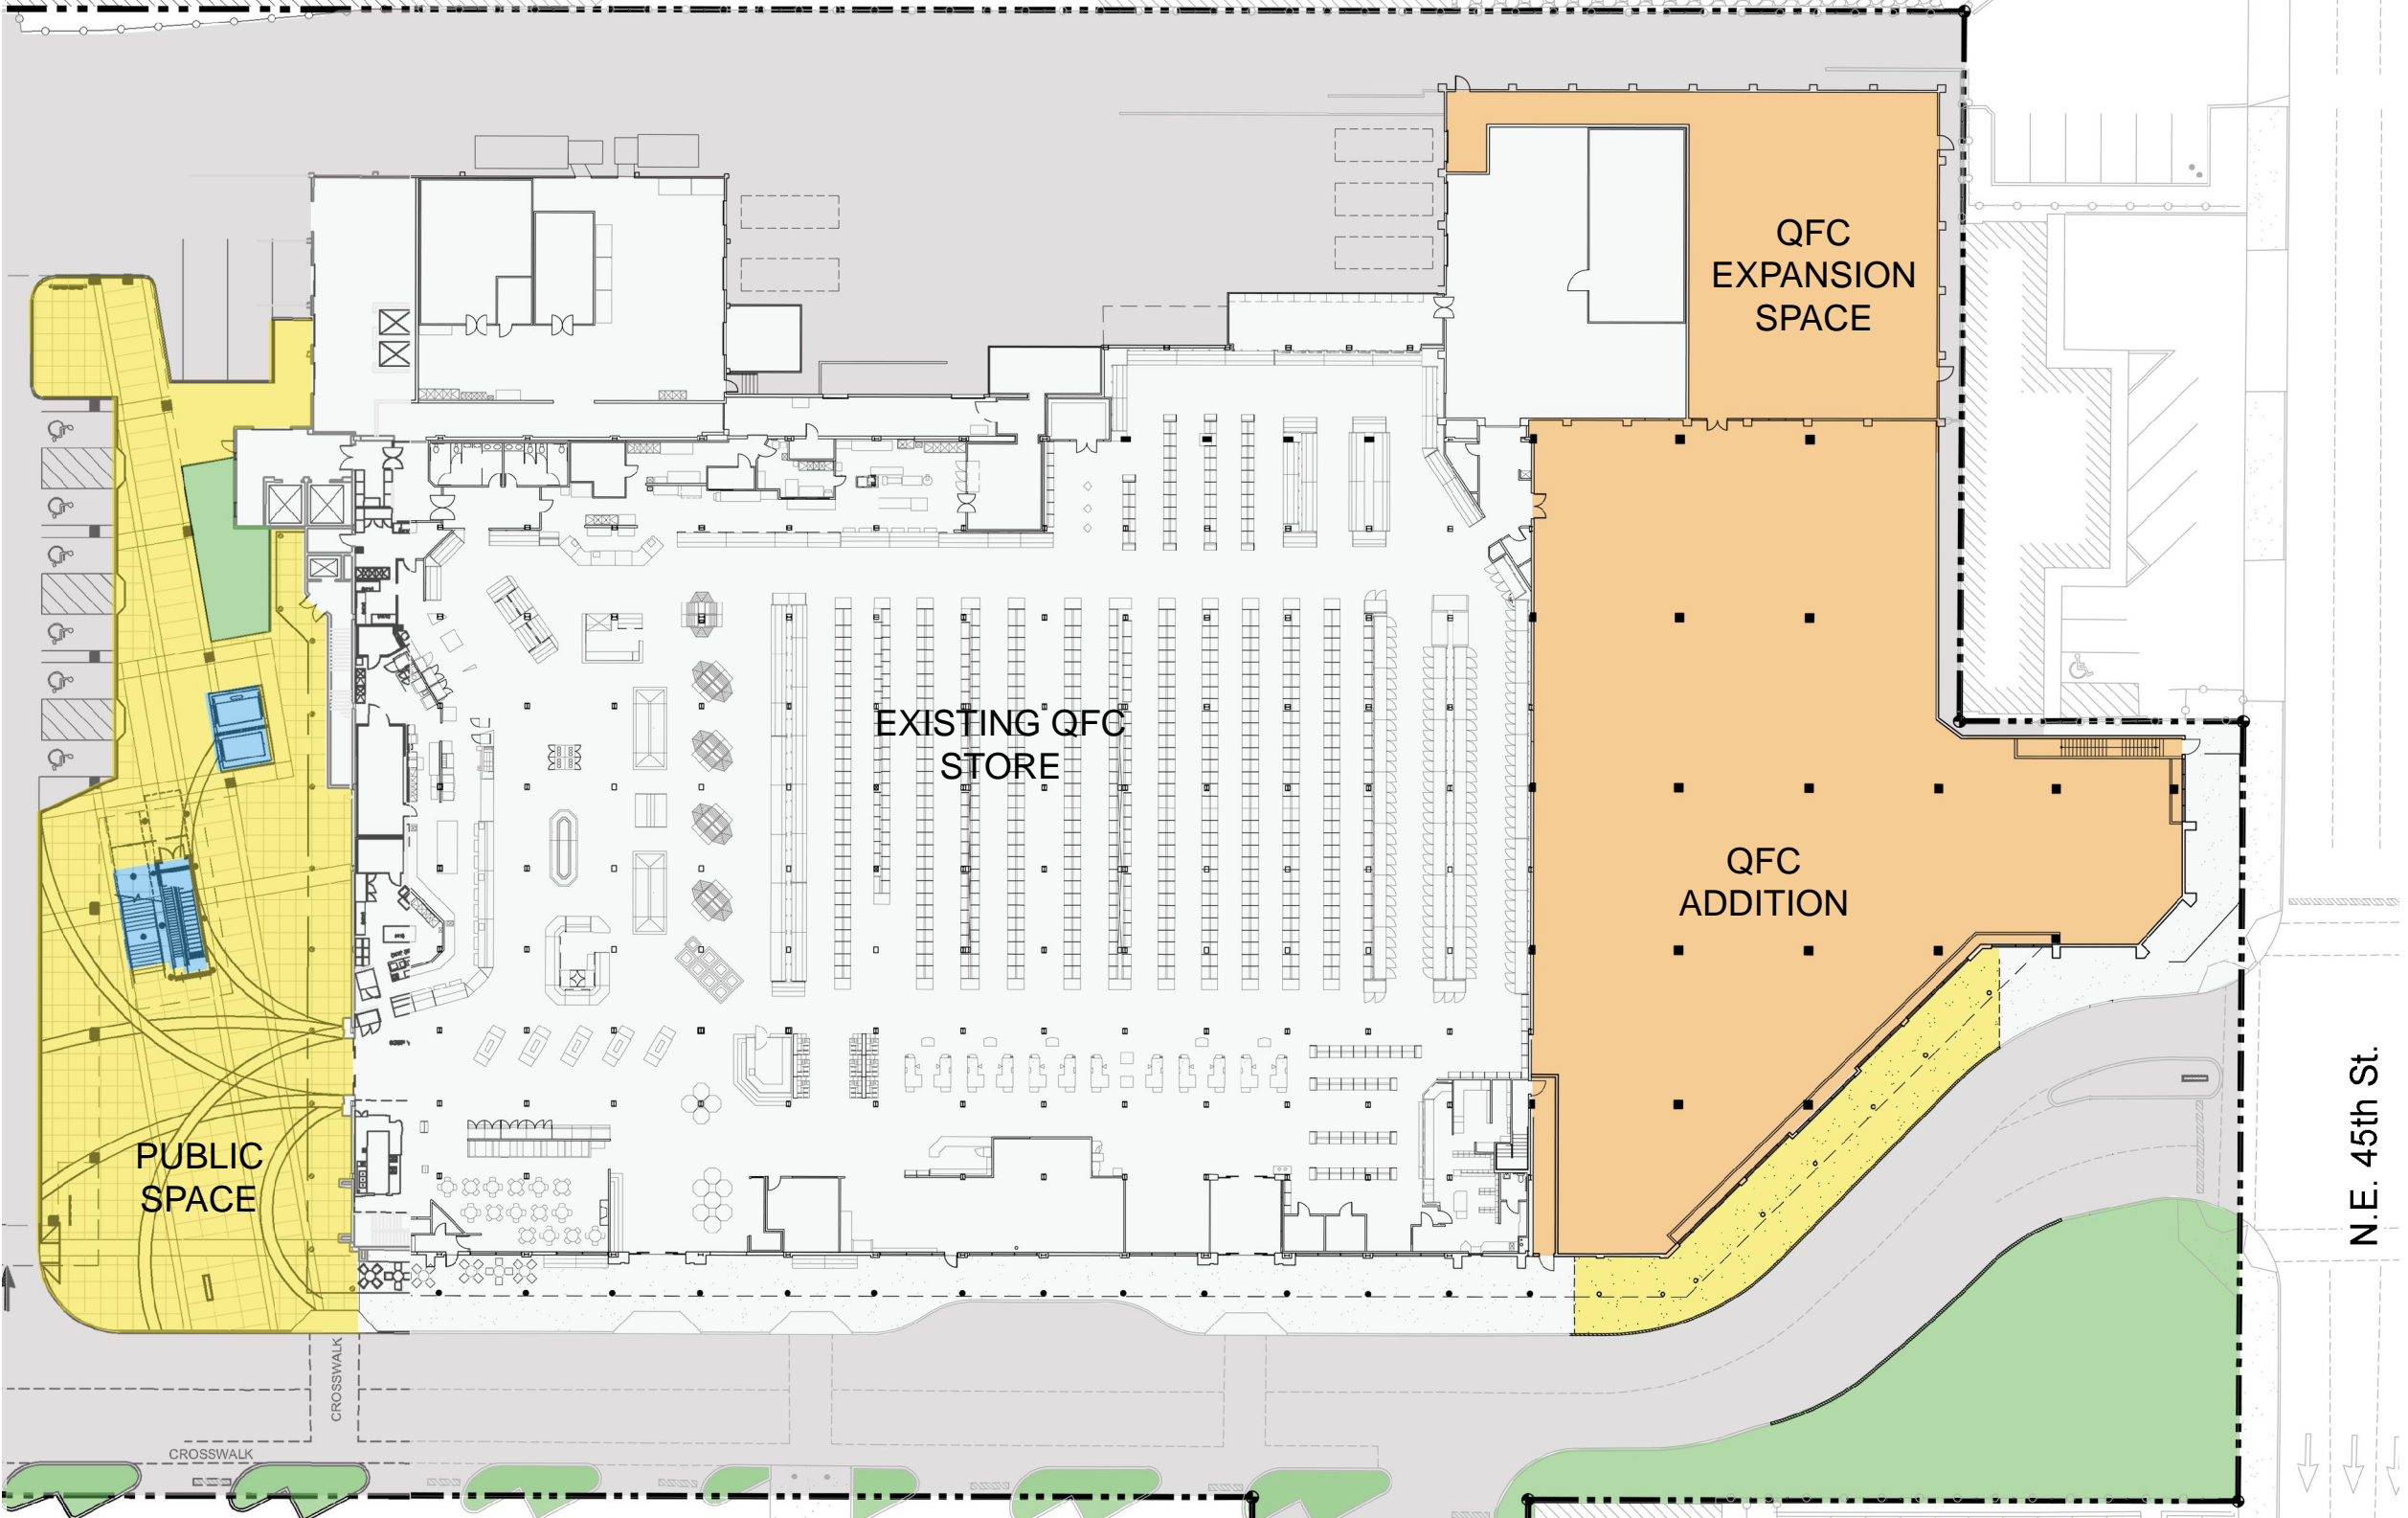 QFC
EXPANSION
SPACE
EXISTING QFC
STORE
QFC
ADDITION
PUBLIC
SPACE
N.E. 45th St.
CROSSWALK
CROSSWALK